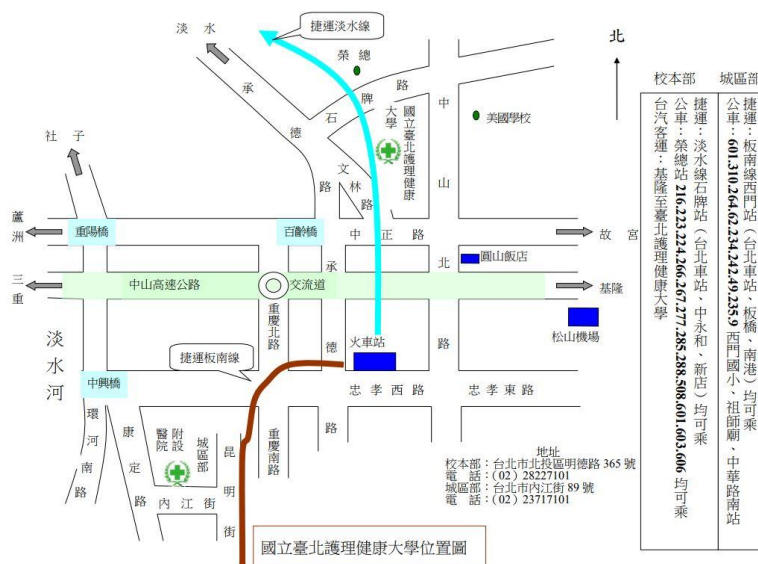 淡水
捷運淡水線
榮總
北
承德路
石牌路
國立臺北護理健康大學
中山北路
美國學校
社子
文林路
蘆洲
重陽橋
百齡橋
中正路
故宮
圓山飯店
三重
中山高速公路
交流道
基隆
承德路
重慶北路
松山機場
淡水河
捷運板南線
火車站
中興橋
忠孝西路
忠孝東路
環河南路
康定路
附設醫院
城區部
昆明街
重慶南路
內江街
地址
校本部：台北市北投區明德路 365 號
電 話：(02) 28227101
城區部：台北市內江街 89 號
電 話：(02) 23717101
國立臺北護理健康大學位置圖
城區部
捷運：板南線西門站（台北車站、板橋、南港）均可乘
公車：601.310.264.62.234.242.49.235.9 西門國小、祖師廟、中華路南站
校本部
捷運：淡水線石牌站（台北車站、中永和、新店）均可乘
公車：榮總站 216.223.224.266.267.277.285.288.508.601.603.606 均可乘
台汽客運：基隆至臺北護理健康大學